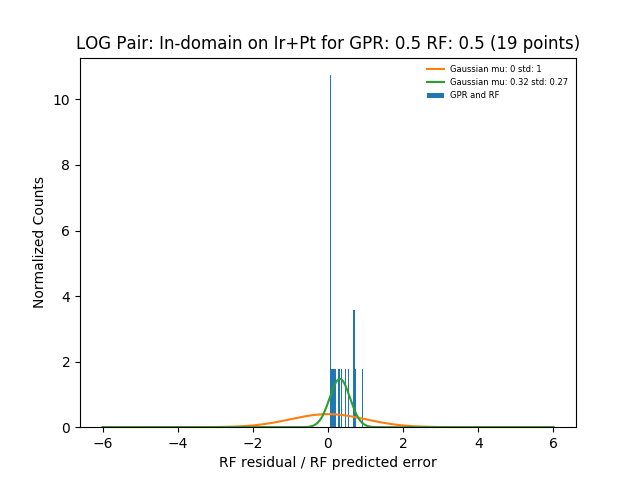 LOG Pair: In-domain on Ir+Pt for GPR: 0.5 RF: 0.5 (19 points)
Gaussian mu: 0 std: 1
Gaussian mu: 0.32 std: 0.27
GPR and RF
10
8
6
4
2
0
Normalized Counts
−6 −4 −2 0 2 4 6
RF residual / RF predicted error